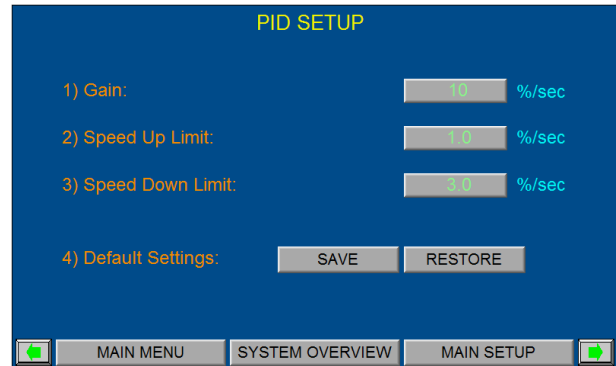 PID SETUP
1) Gain: 10 %/sec
2) Speed Up Limit: 1.0 %/sec
3) Speed Down Limit: 3.0 %/sec
4) Default Settings: SAVE RESTORE
MAIN MENU SYSTEM OVERVIEW MAIN SETUP